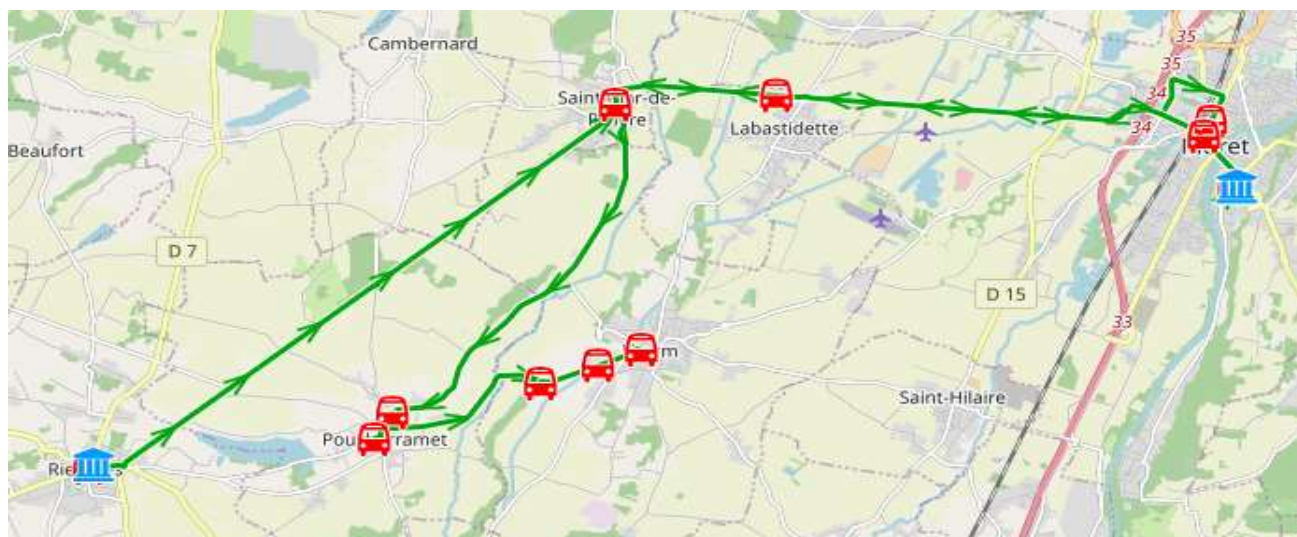 35
Cambernard
35
34
Labastidette
34
Beaufort
D 7
D 15
33
Saint-Hilaire